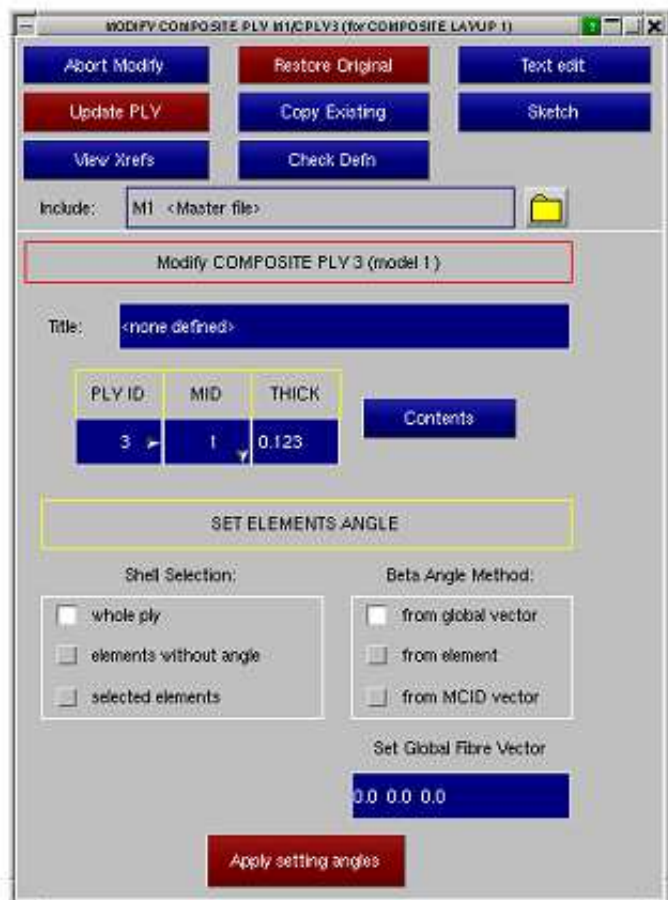 MODIFY COMPOSITE PLY M1/CPLY3 (for COMPOSITE LAYUP 1)
?
Abort Modify Restore Original Text edit
Update PLY Copy Existing Sketch
View Xrefs Check Defn
Include: M1 <Master file>
Modify COMPOSITE PLY 3 (model 1)
Title: <none defined>
PLY ID MID THICK
3 1 0.123
Contents
SET ELEMENTS ANGLE
Shell Selection: Beta Angle Method:
whole ply from global vector
elements without angle from element
selected elements from MCID vector
Set Global Fibre Vector
0.0 0.0 0.0
Apply setting angles